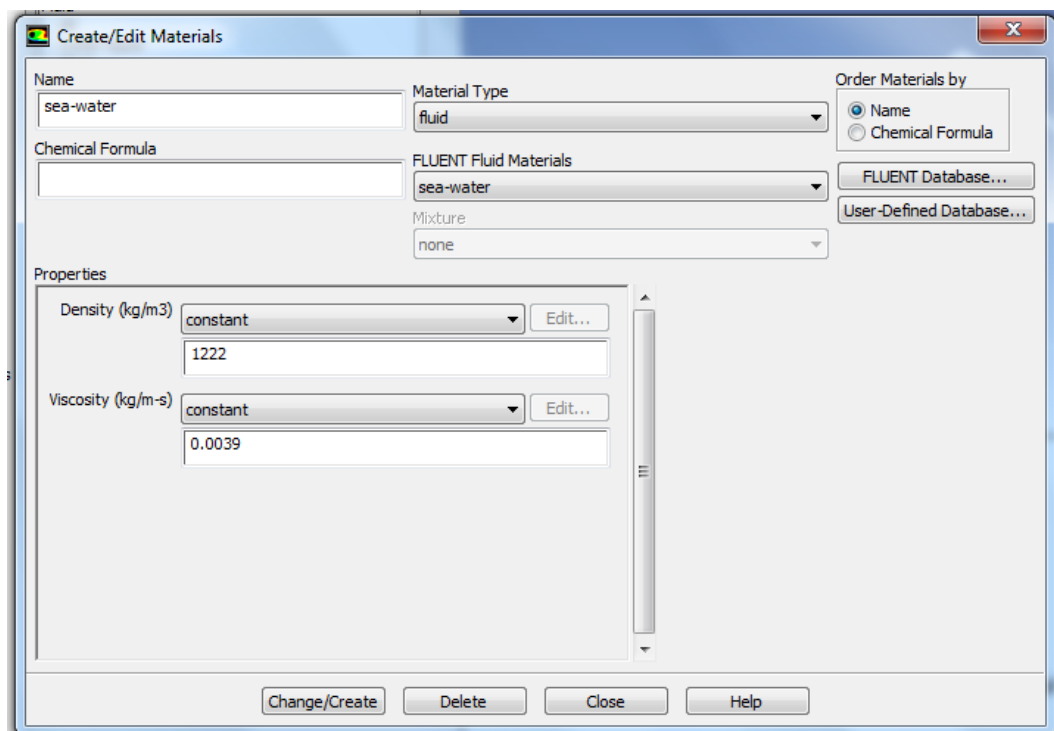 Create/Edit Materials
X
Name
sea-water
Chemical Formula
Material Type
fluid
FLUENT Fluid Materials
sea-water
Mixture
none
Order Materials by
Name
Chemical Formula
FLUENT Database...
User-Defined Database...
Properties
Density (kg/m3)
constant
Edit...
1222
Viscosity (kg/m-s)
constant
Edit...
0.0039
Change/Create
Delete
Close
Help